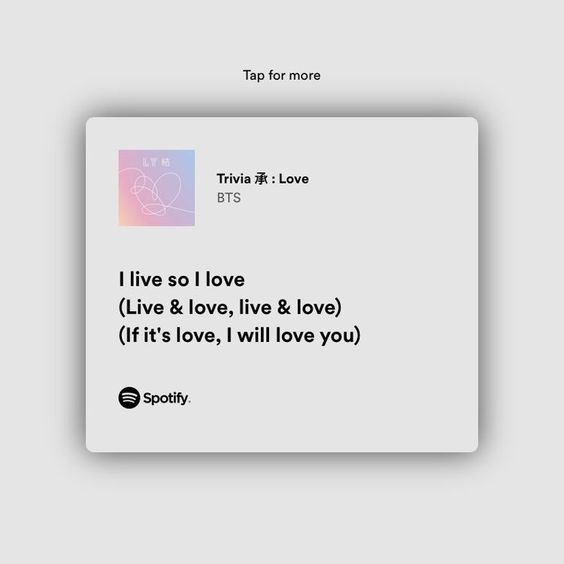 Tap for more
LY 結
Trivia 承 : Love
BTS
I live so I love
(Live & love, live & love)
(If it's love, I will love you)
Spotify.